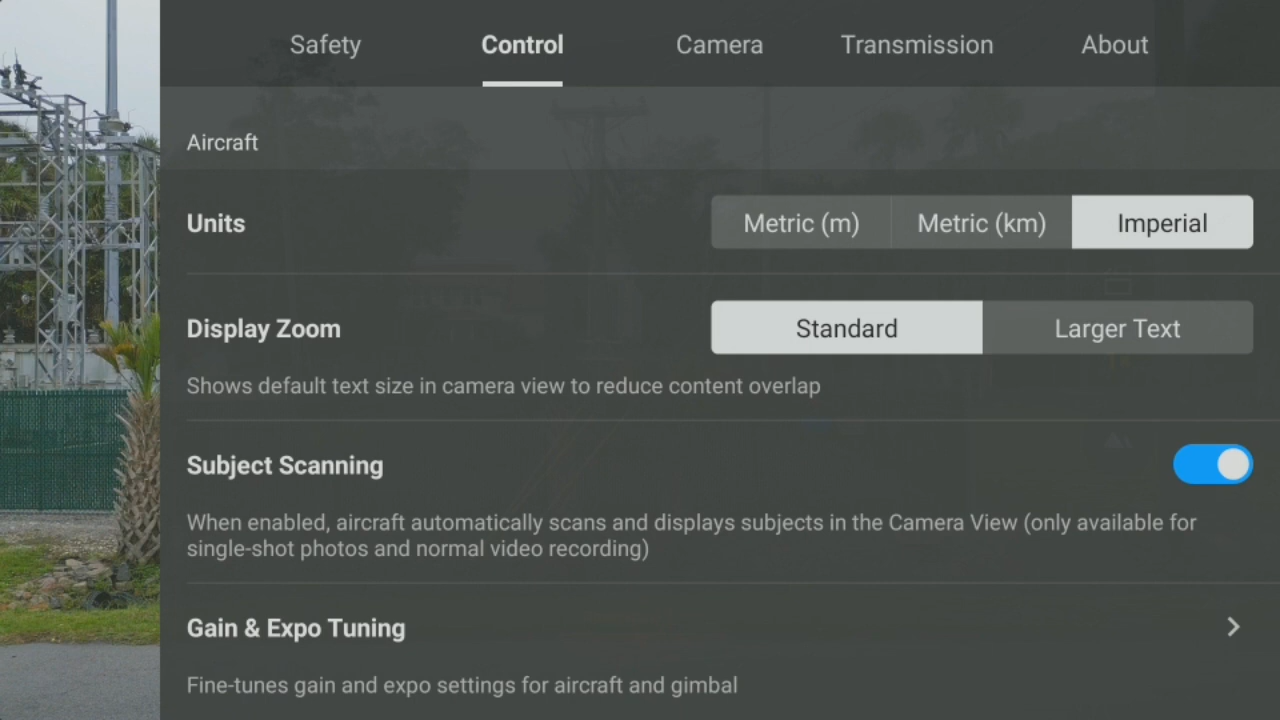 Safety Control Camera Transmission About
Aircraft
Units Metric (m) Metric (km) Imperial
Display Zoom Standard Larger Text
Shows default text size in camera view to reduce content overlap
Subject Scanning
When enabled, aircraft automatically scans and displays subjects in the Camera View (only available for
single-shot photos and normal video recording)
Gain & Expo Tuning
Fine-tunes gain and expo settings for aircraft and gimbal